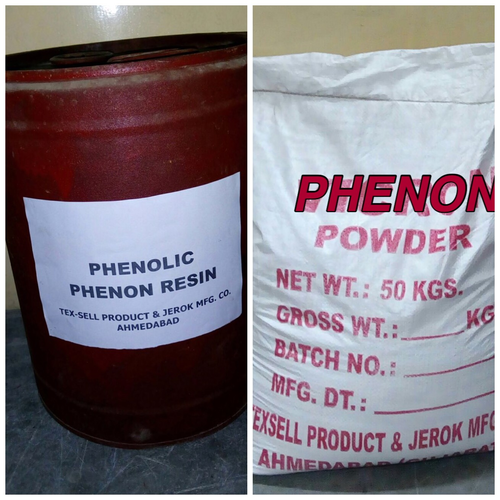 PHENOLIC
PHENON RESIN
TEX-SELL PRODUCT & JEROK MFG. CO.
AHMEDABAD
PHENON
POWDER
NET WT.: 50 KGS.
GROSS WT.:______KG
BATCH NO.:
MFG. DT.:
TEXSELL PRODUCT & JEROK MFG
AHMEDABAD